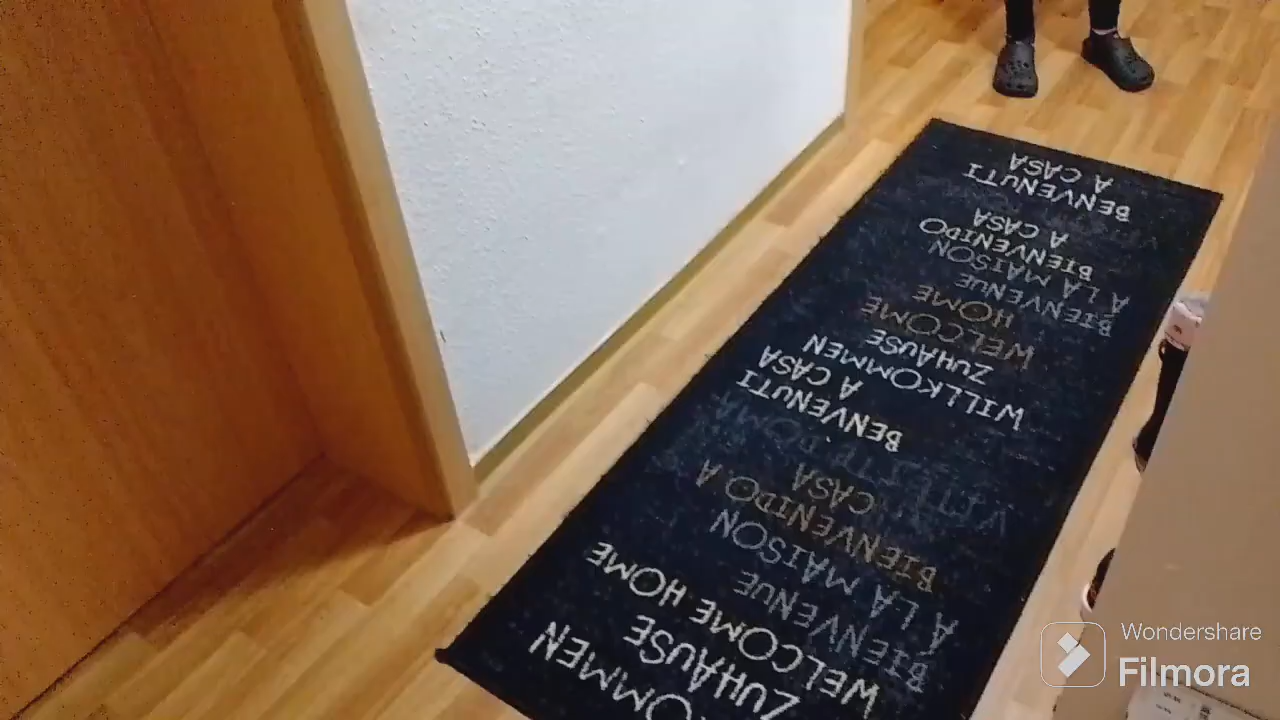 KOMMEN
ZUHAUSE
WELCOME HOME
BIENVENUE
À LA MAISON
BIENVENIDO A
CASA
BENVENUTI
A CASA
WILLKOMMEN
ZUHAUSE
WELCOME
HOME
BIENVENUE
À LA MAISON
BIENVENIDO
A CASA
BENVENUTI
A CASA
Wondershare
Filmora